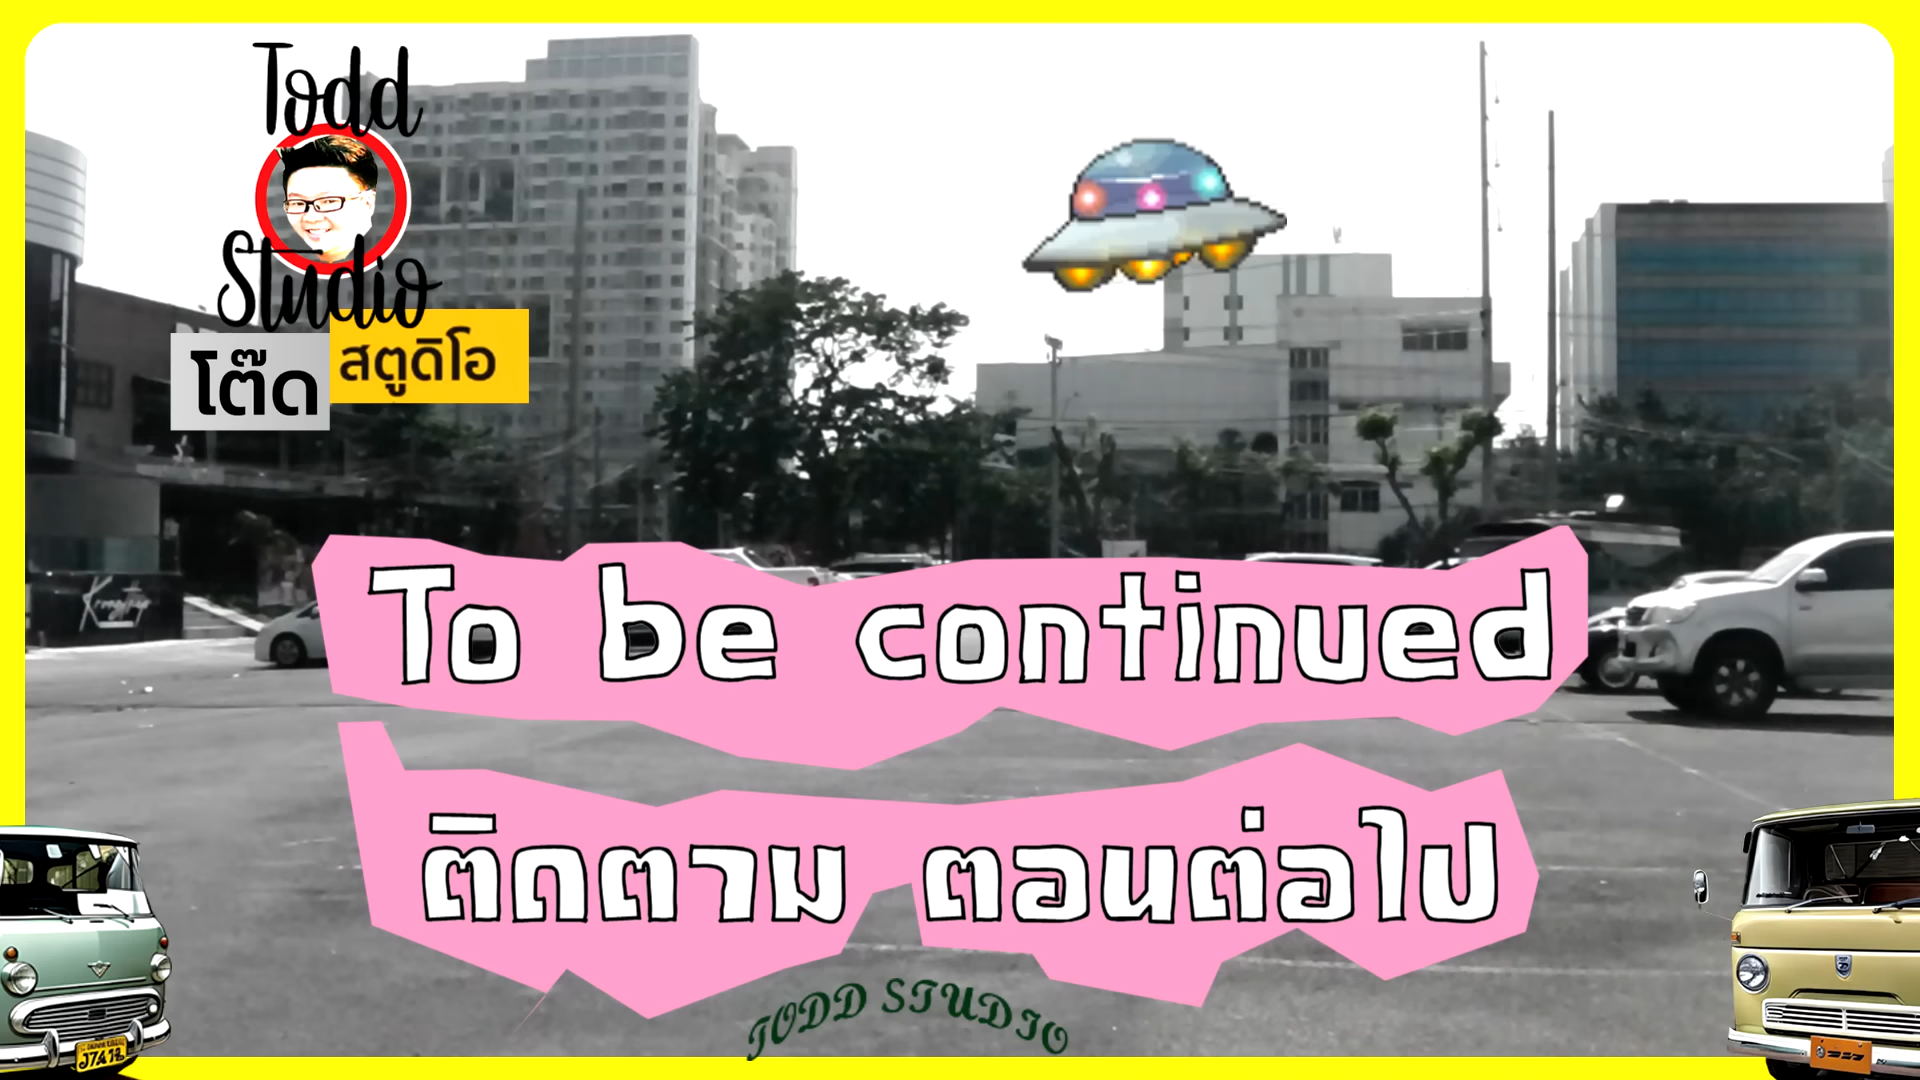 Todd
Studio
โต๊ด
สตูดิโอ
To be continued
ติดตาม ตอนต่อไป
TODD STUDIO